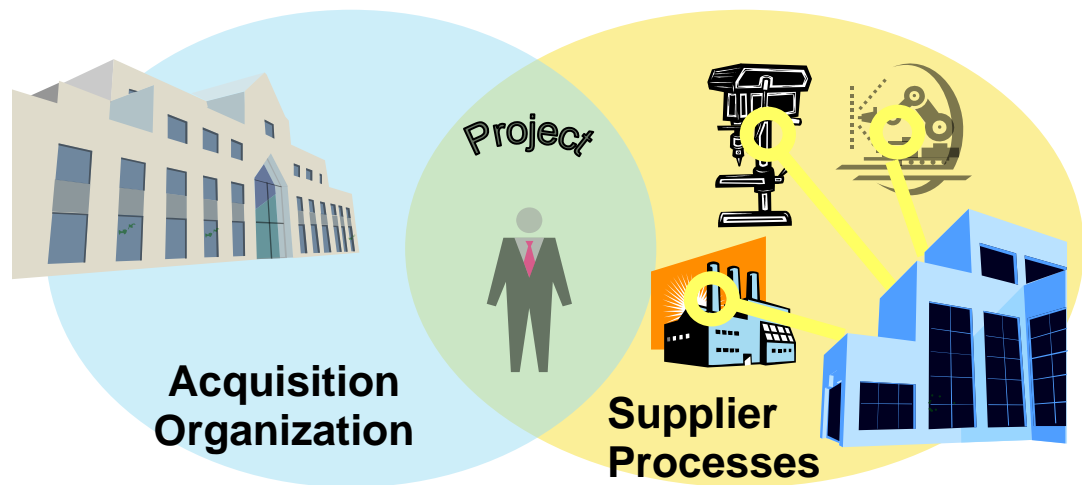 Project
Acquisition
Organization
Supplier
Processes